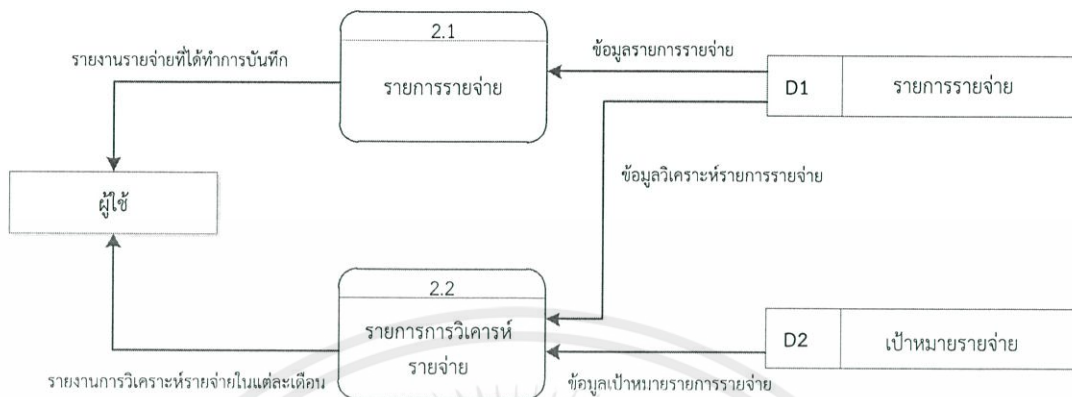 2.1
รายงานรายจ่ายที่ได้ทำการบันทึก
ข้อมูลรายการรายจ่าย
รายการรายจ่าย
D1
รายการรายจ่าย
ข้อมูลวิเคราะห์รายการรายจ่าย
ผู้ใช้
2.2
รายการการวิเคารห์
รายจ่าย
D2
เป้าหมายรายจ่าย
รายงานการวิเคราะห์รายจ่ายในแต่ละเดือน
ข้อมูลเป้าหมายรายการรายจ่าย